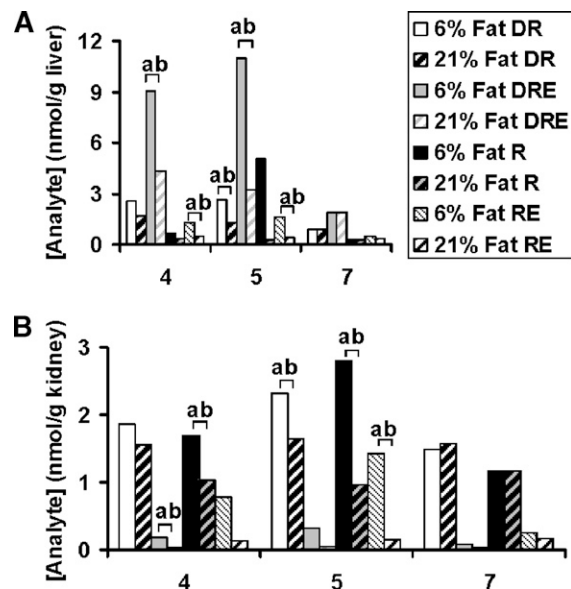 A
[Analyte] (nmol/g liver)
12
9
6
3
0
ab
ab
ab
ab
ab
4
5
7
6% Fat DR
21% Fat DR
6% Fat DRE
21% Fat DRE
6% Fat R
21% Fat R
6% Fat RE
21% Fat RE
B
[Analyte] (nmol/g kidney)
3
2
1
0
ab
ab
ab
ab
ab
4
5
7